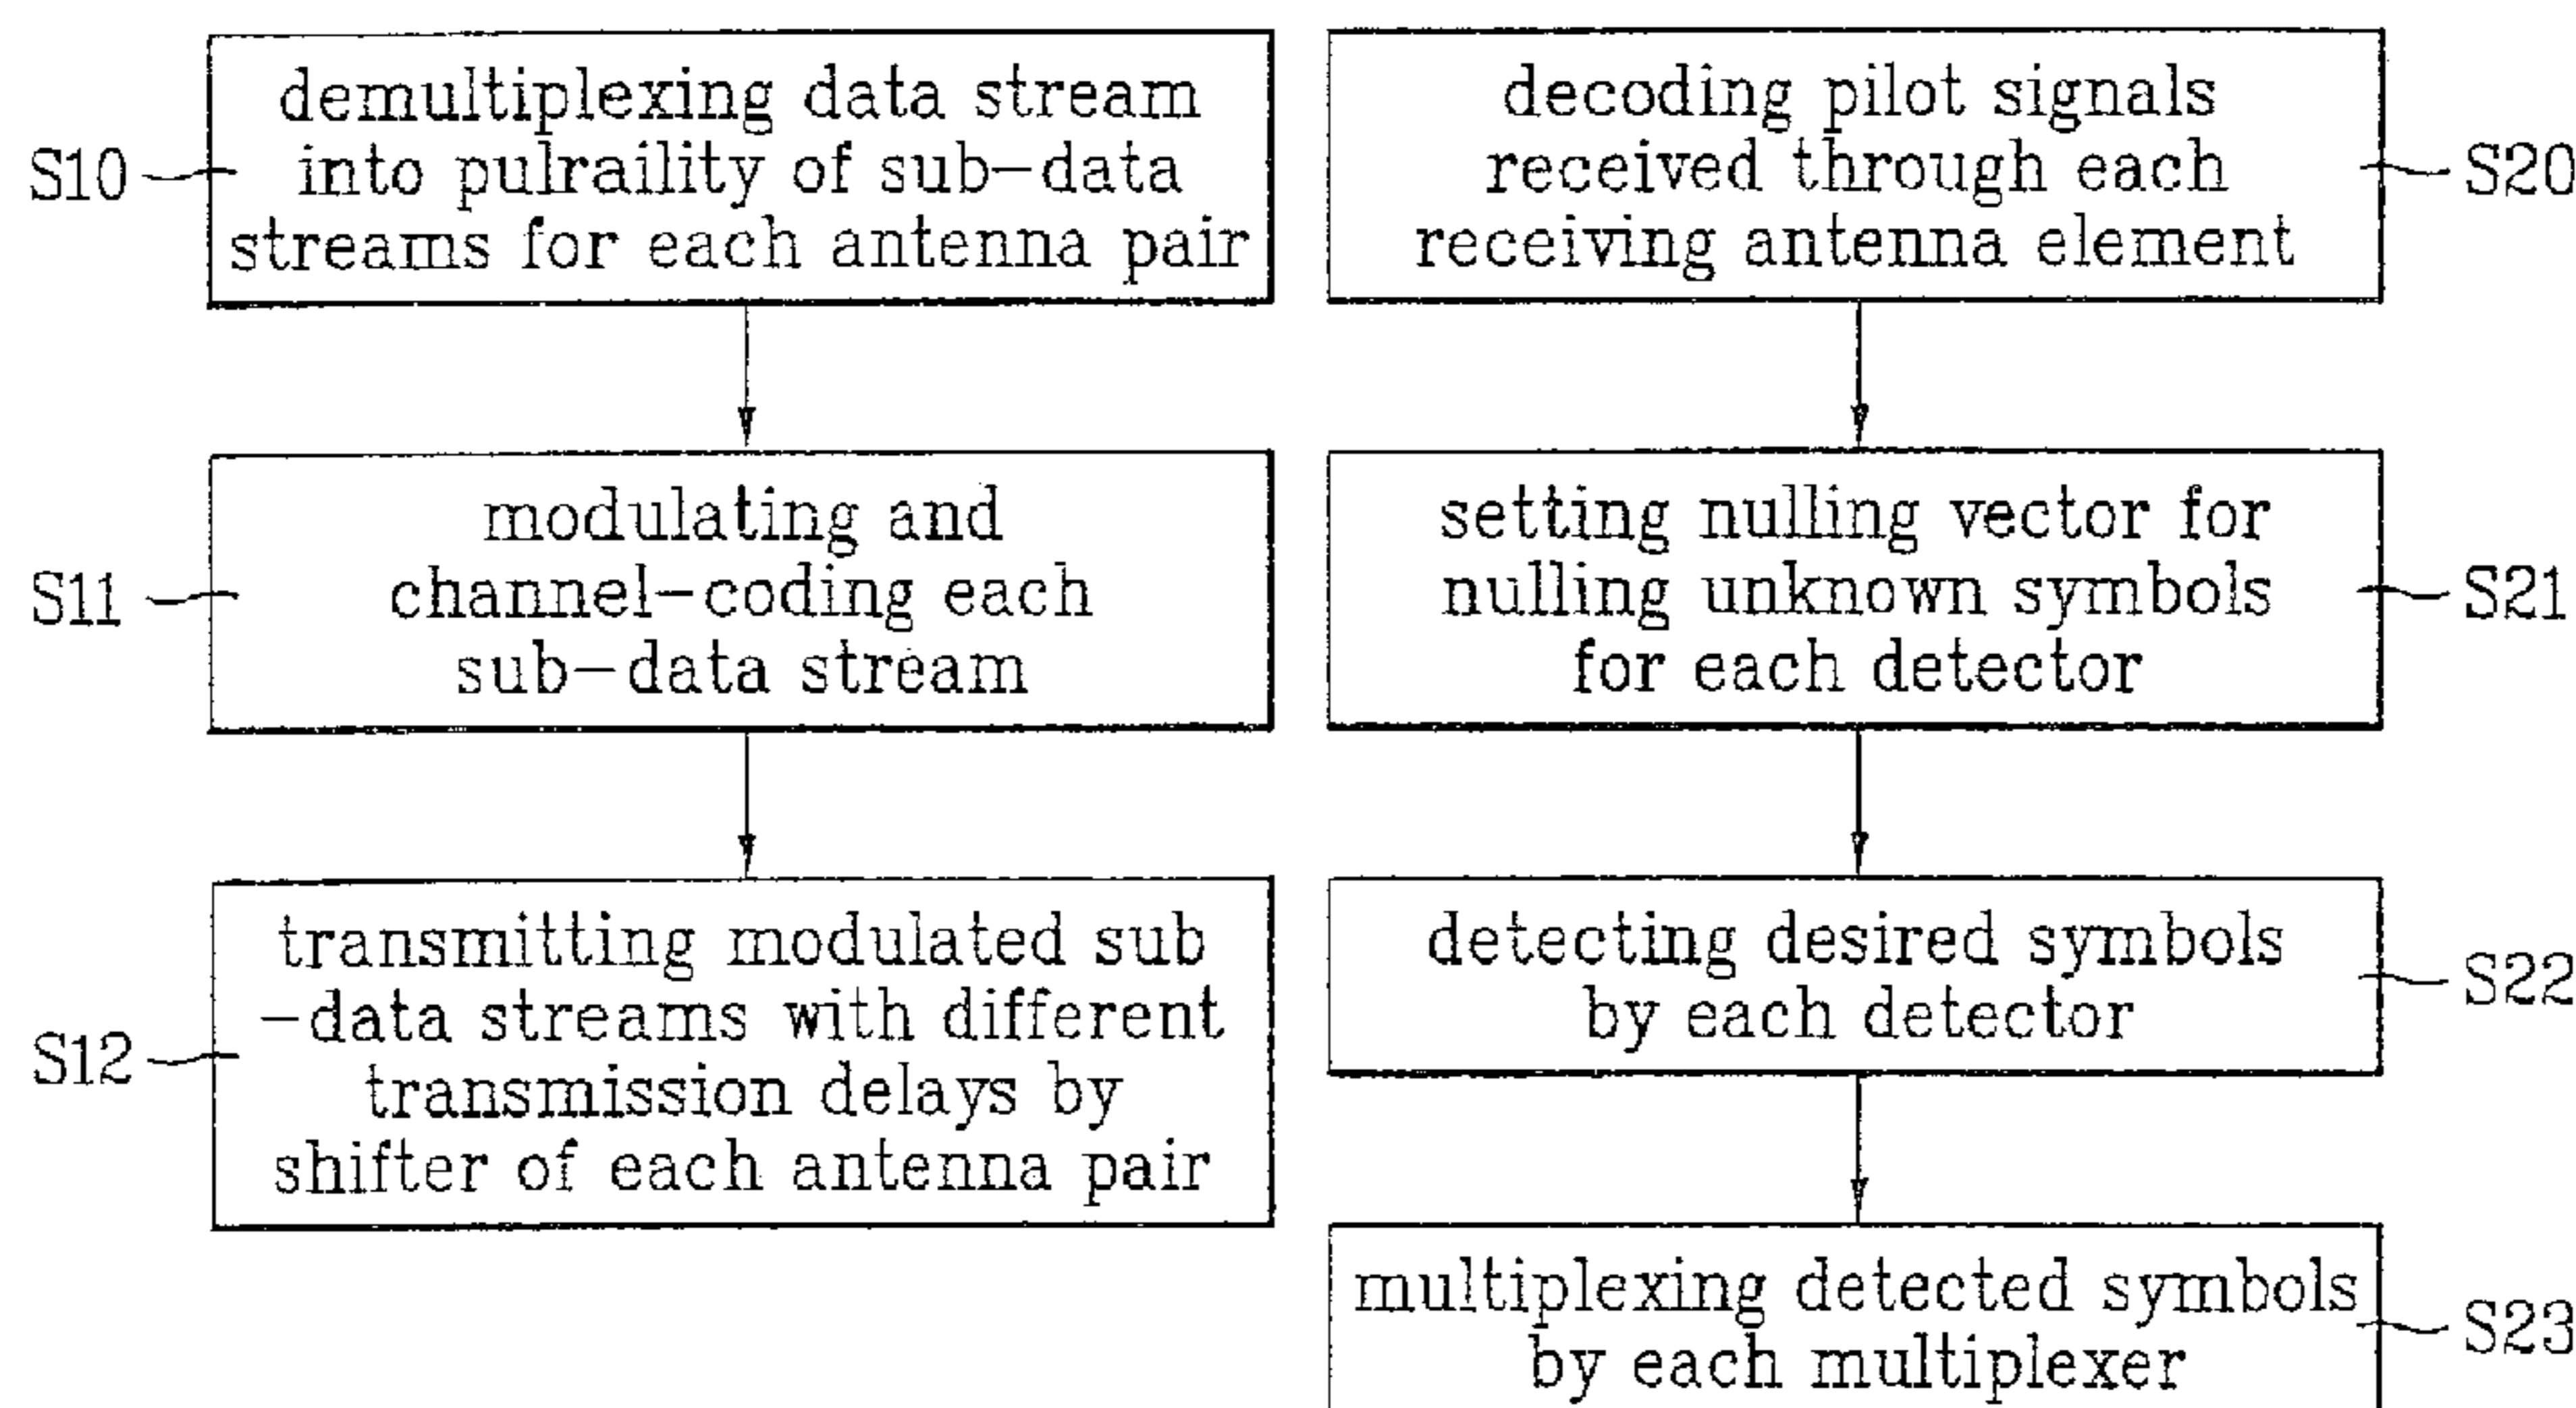 S10
demultiplexing data stream
into pulraility of sub-data
streams for each antenna pair
S11
modulating and
channel-coding each
sub-data stream
S12
transmitting modulated sub
-data streams with different
transmission delays by
shifter of each antenna pair
decoding pilot signals
received through each
receiving antenna element
S20
setting nulling vector for
nulling unknown symbols
for each detector
S21
detecting desired symbols
by each detector
S22
multiplexing detected symbols
by each multiplexer
S23